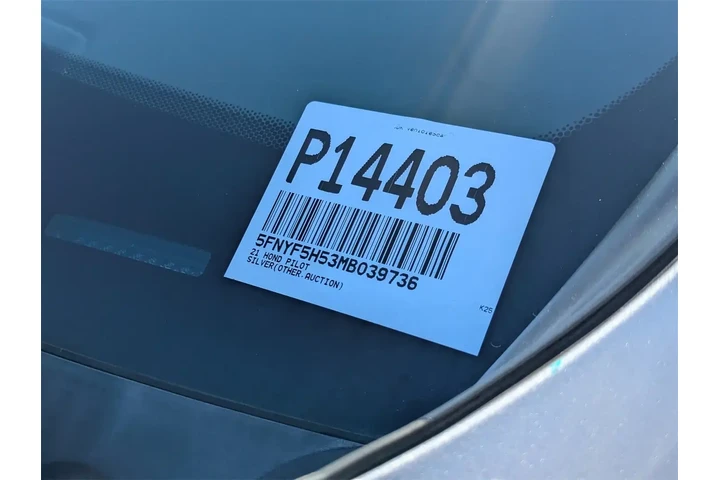 P14403
5FNYF5H53MB039736
21 HOND PILOT
SILVER(OTHER.AUCTION)
K28